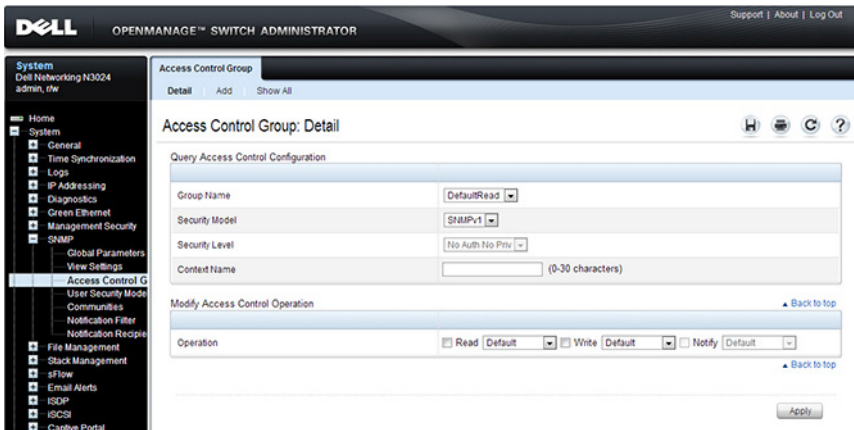 Support | About | Log Out
DELL OPENMANAGE™ SWITCH ADMINISTRATOR
System
Dell Networking N3024
admin, r/w
Home
System
General
Time Synchronization
Logs
IP Addressing
Diagnostics
Green Ethernet
Management Security
SNMP
Global Parameters
View Settings
Access Control G
User Security Mode
Communities
Notification Filter
Notification Recipie
File Management
Stack Management
sFlow
Email Alerts
ISDP
iSCSI
Captive Portal
Access Control Group
Detail Add Show All
Access Control Group: Detail
H C ?
Query Access Control Configuration
Group Name DefaultRead
Security Model SNMPv1
Security Level No Auth No Priv
Context Name (0-30 characters)
Modify Access Control Operation Back to top
Operation Read Default Write Default Notify Default
Back to top
Apply